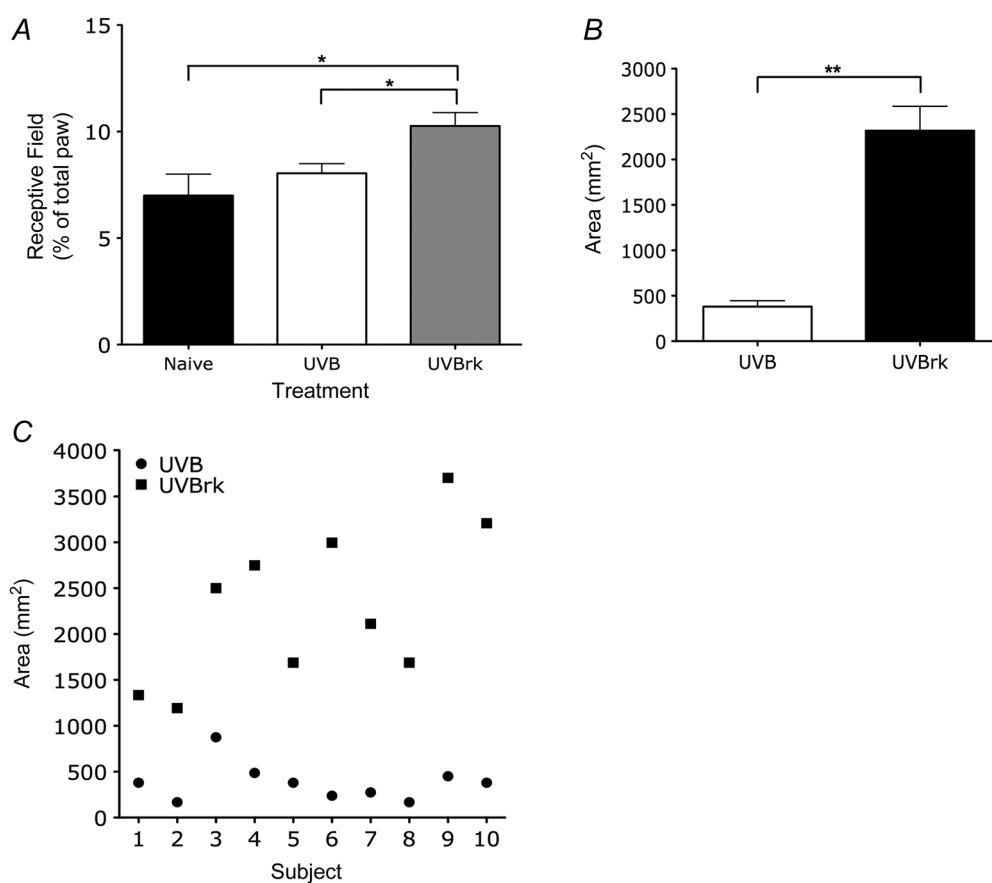 A
Receptive Field
(% of total paw)
15
10
5
0
*
*
Naive UVB UVBrk
Treatment
B
Area (mm²)
3000
2500
2000
1500
1000
500
0
**
UVB UVBrk
C
Area (mm²)
4000
3500
3000
2500
2000
1500
1000
500
0
UVB
UVBrk
1 2 3 4 5 6 7 8 9 10
Subject